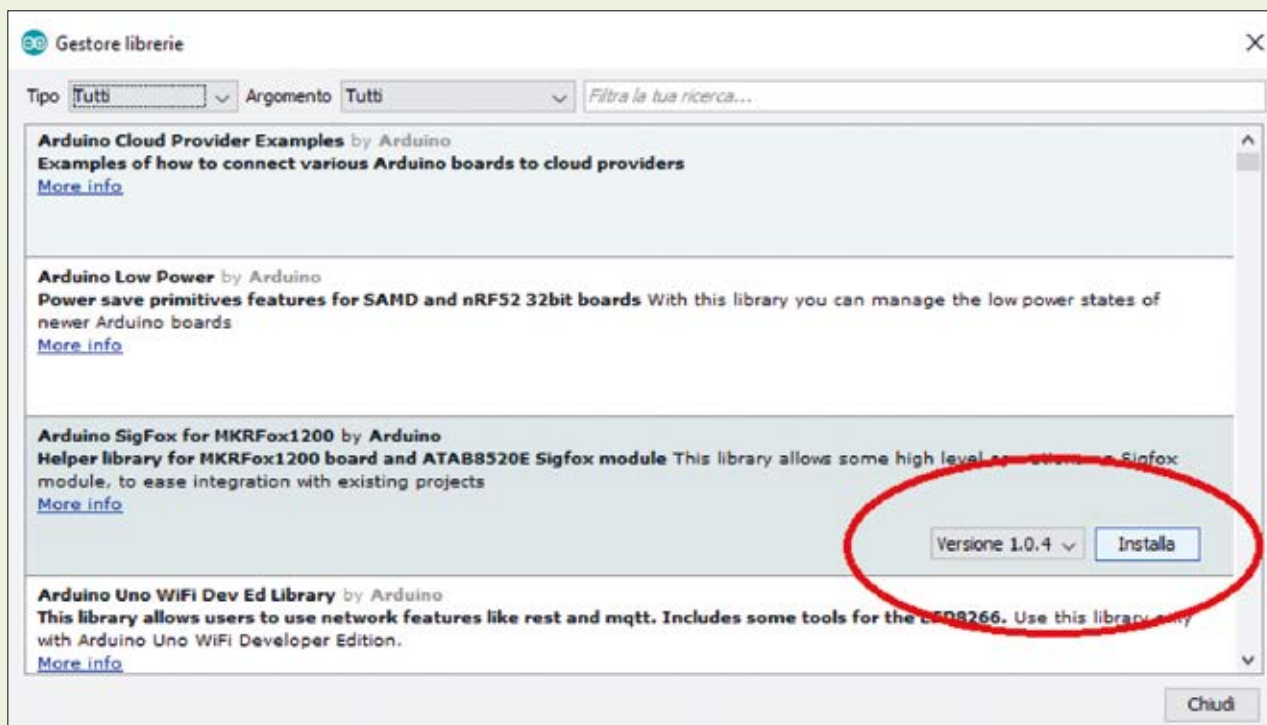 Gestore librerie
Tipo Tutti Argomento Tutti Filtra la tua ricerca...
Arduino Cloud Provider Examples by Arduino
Examples of how to connect various Arduino boards to cloud providers
More info
Arduino Low Power by Arduino
Power save primitives features for SAMD and nRF52 32bit boards With this library you can manage the low power states of
newer Arduino boards
More info
Arduino SigFox for MKRFox1200 by Arduino
Helper library for MKRFox1200 board and ATAB8520E Sigfox module This library allows some high level Sigfox
module, to ease integration with existing projects
More info
Versione 1.0.4 Installa
Arduino Uno WiFi Dev Ed Library by Arduino
This library allows users to use network features like rest and mqtt. Includes some tools for the ESP8266. Use this library only
with Arduino Uno WiFi Developer Edition.
More info
Chiudi